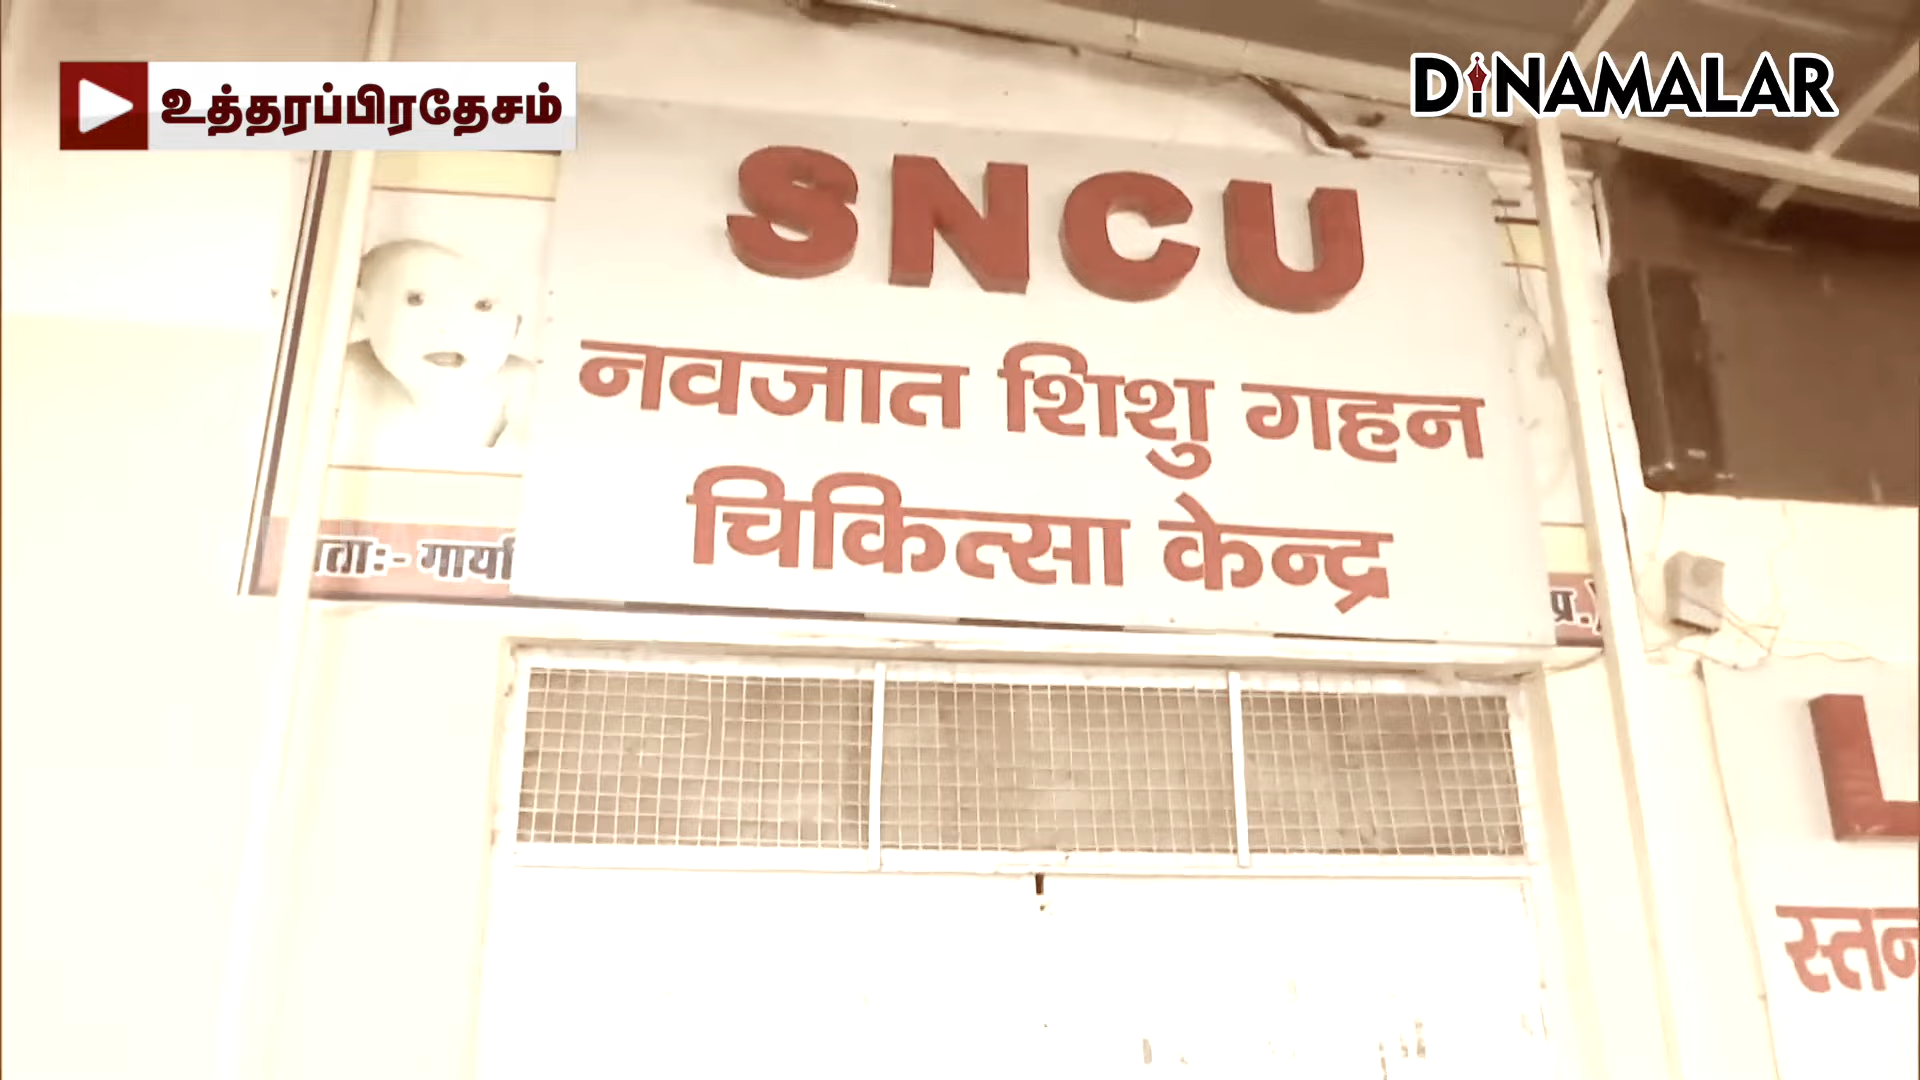 உத்தரப்பிரதேசம்
DINAMALAR
SNCU
नवजात शिशु गहन
चिकित्सा केन्द्र